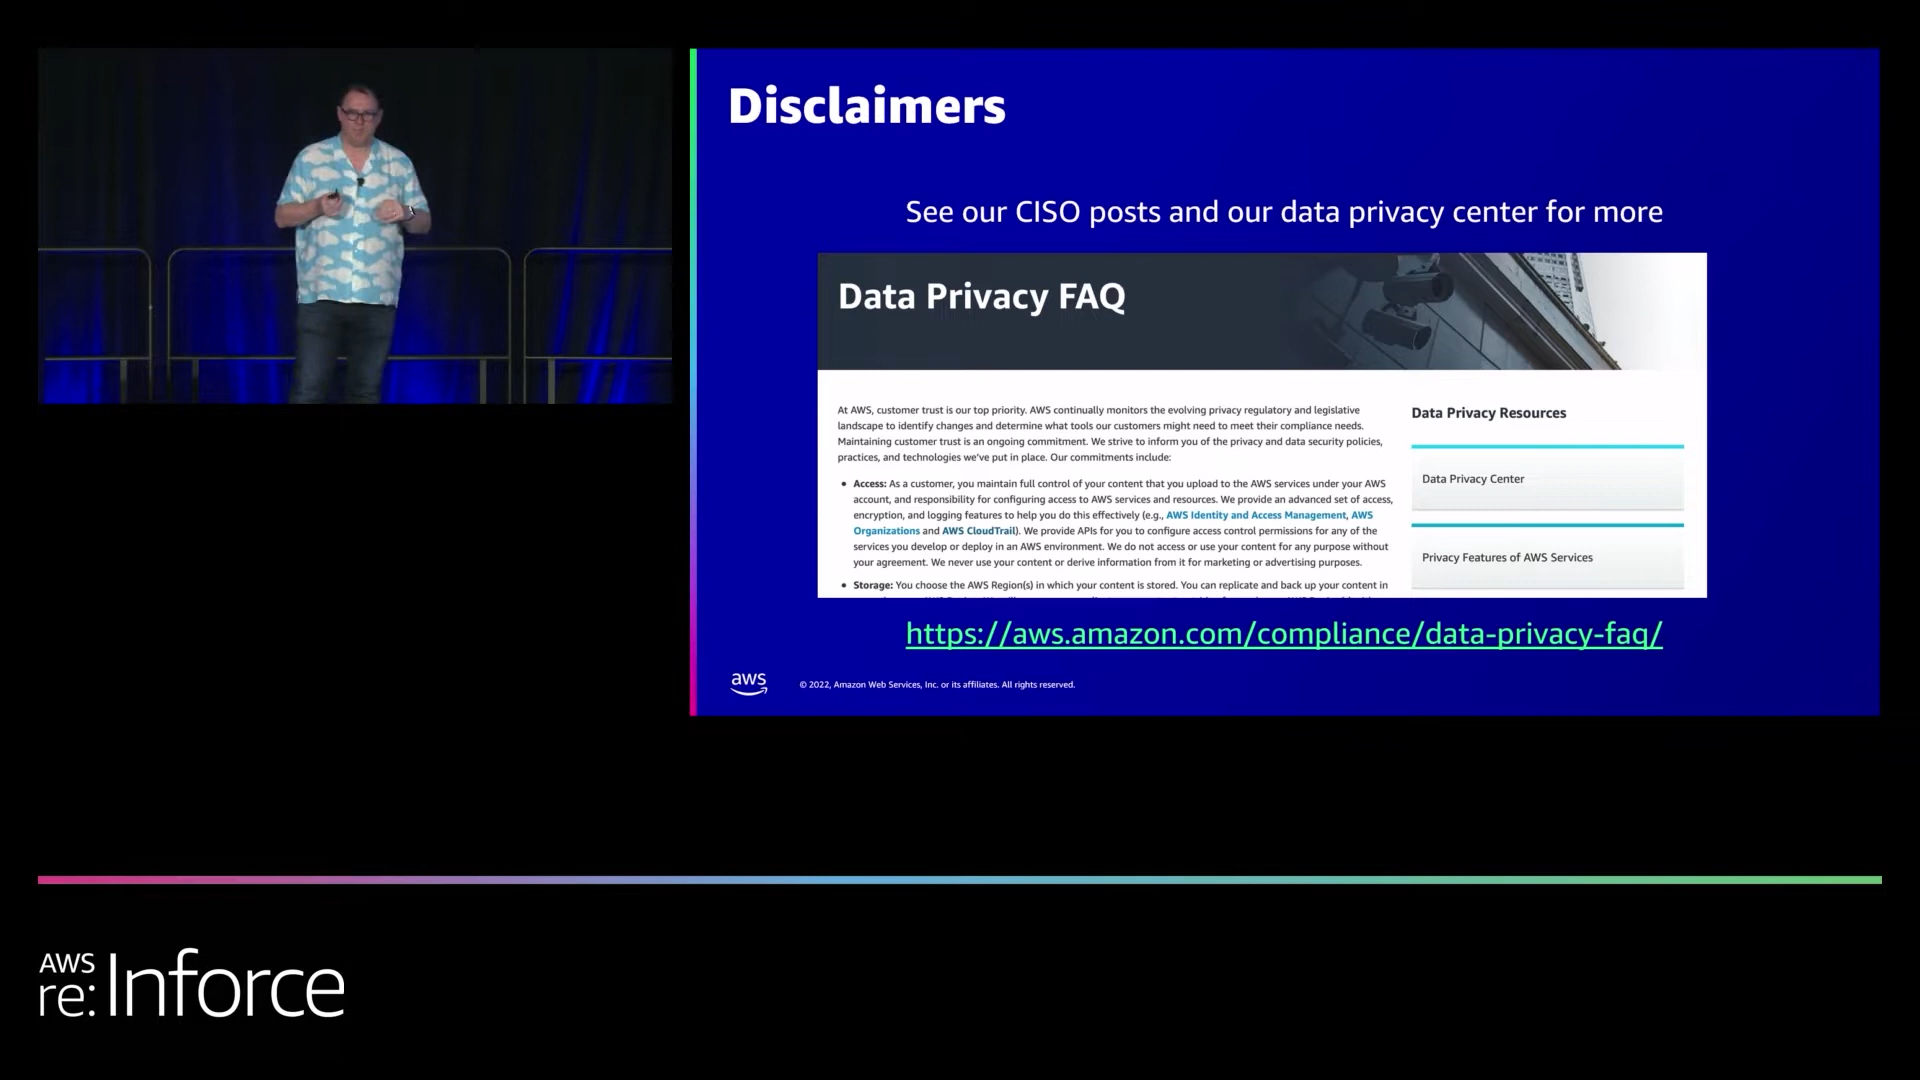 Disclaimers
See our CISO posts and our data privacy center for more
Data Privacy FAQ
At AWS, customer trust is our top priority. AWS continually monitors the evolving privacy regulatory and legislative
landscape to identify changes and determine what tools our customers might need to meet their compliance needs.
Maintaining customer trust is an ongoing commitment. We strive to inform you of the privacy and data security policies,
practices, and technologies we've put in place. Our commitments include:
• Access: As a customer, you maintain full control of your content that you upload to the AWS services under your AWS
account, and responsibility for configuring access to AWS services and resources. We provide an advanced set of access,
encryption, and logging features to help you do this effectively (e.g., AWS Identity and Access Management, AWS
Organizations and AWS CloudTrail). We provide APIs for you to configure access control permissions for any of the
services you develop or deploy in an AWS environment. We do not access or use your content for any purpose without
your agreement. We never use your content or derive information from it for marketing or advertising purposes.
• Storage: You choose the AWS Region(s) in which your content is stored. You can replicate and back up your content in
Data Privacy Resources
Data Privacy Center
Privacy Features of AWS Services
https://aws.amazon.com/compliance/data-privacy-faq/
aws
© 2022, Amazon Web Services, Inc. or its affiliates. All rights reserved.
AWS
re:Inforce